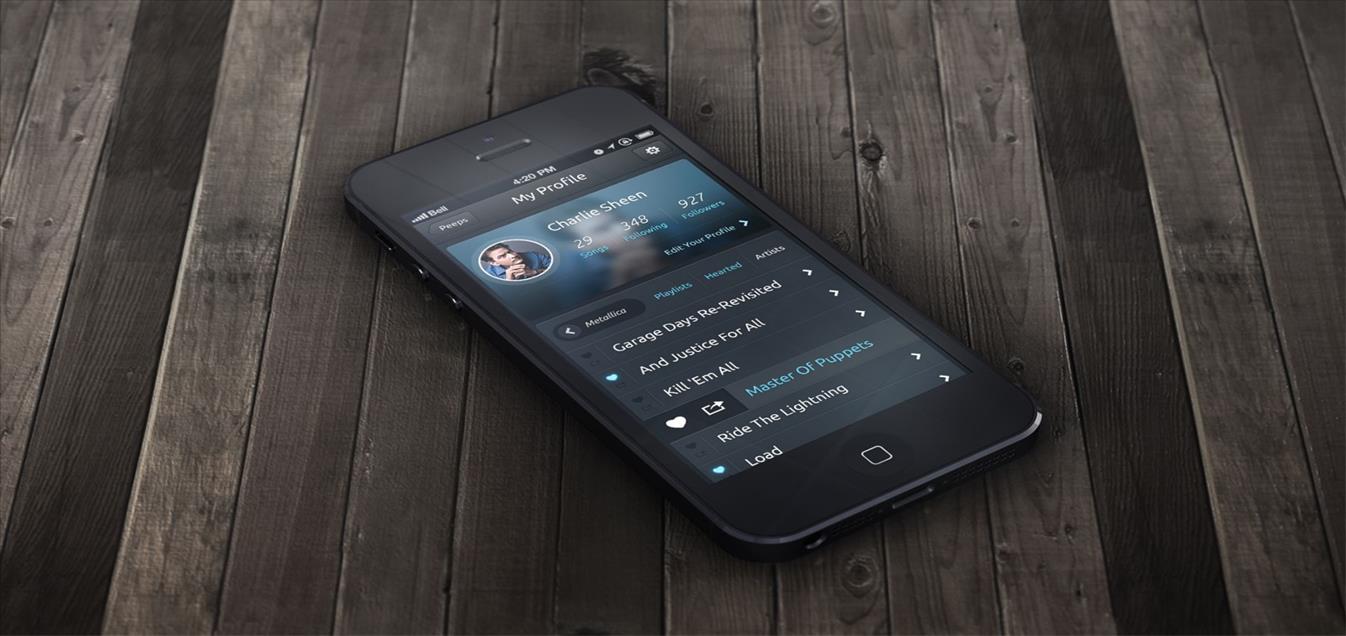 Bell 4:20 PM
Peeps My Profile
Charlie Sheen
29 348 927
Songs Following Followers
Edit Your Profile
Metallica Playlists Hearted Artists
Garage Days Re-Revisited
And Justice For All
Kill 'Em All
Master Of Puppets
Ride The Lightning
Load